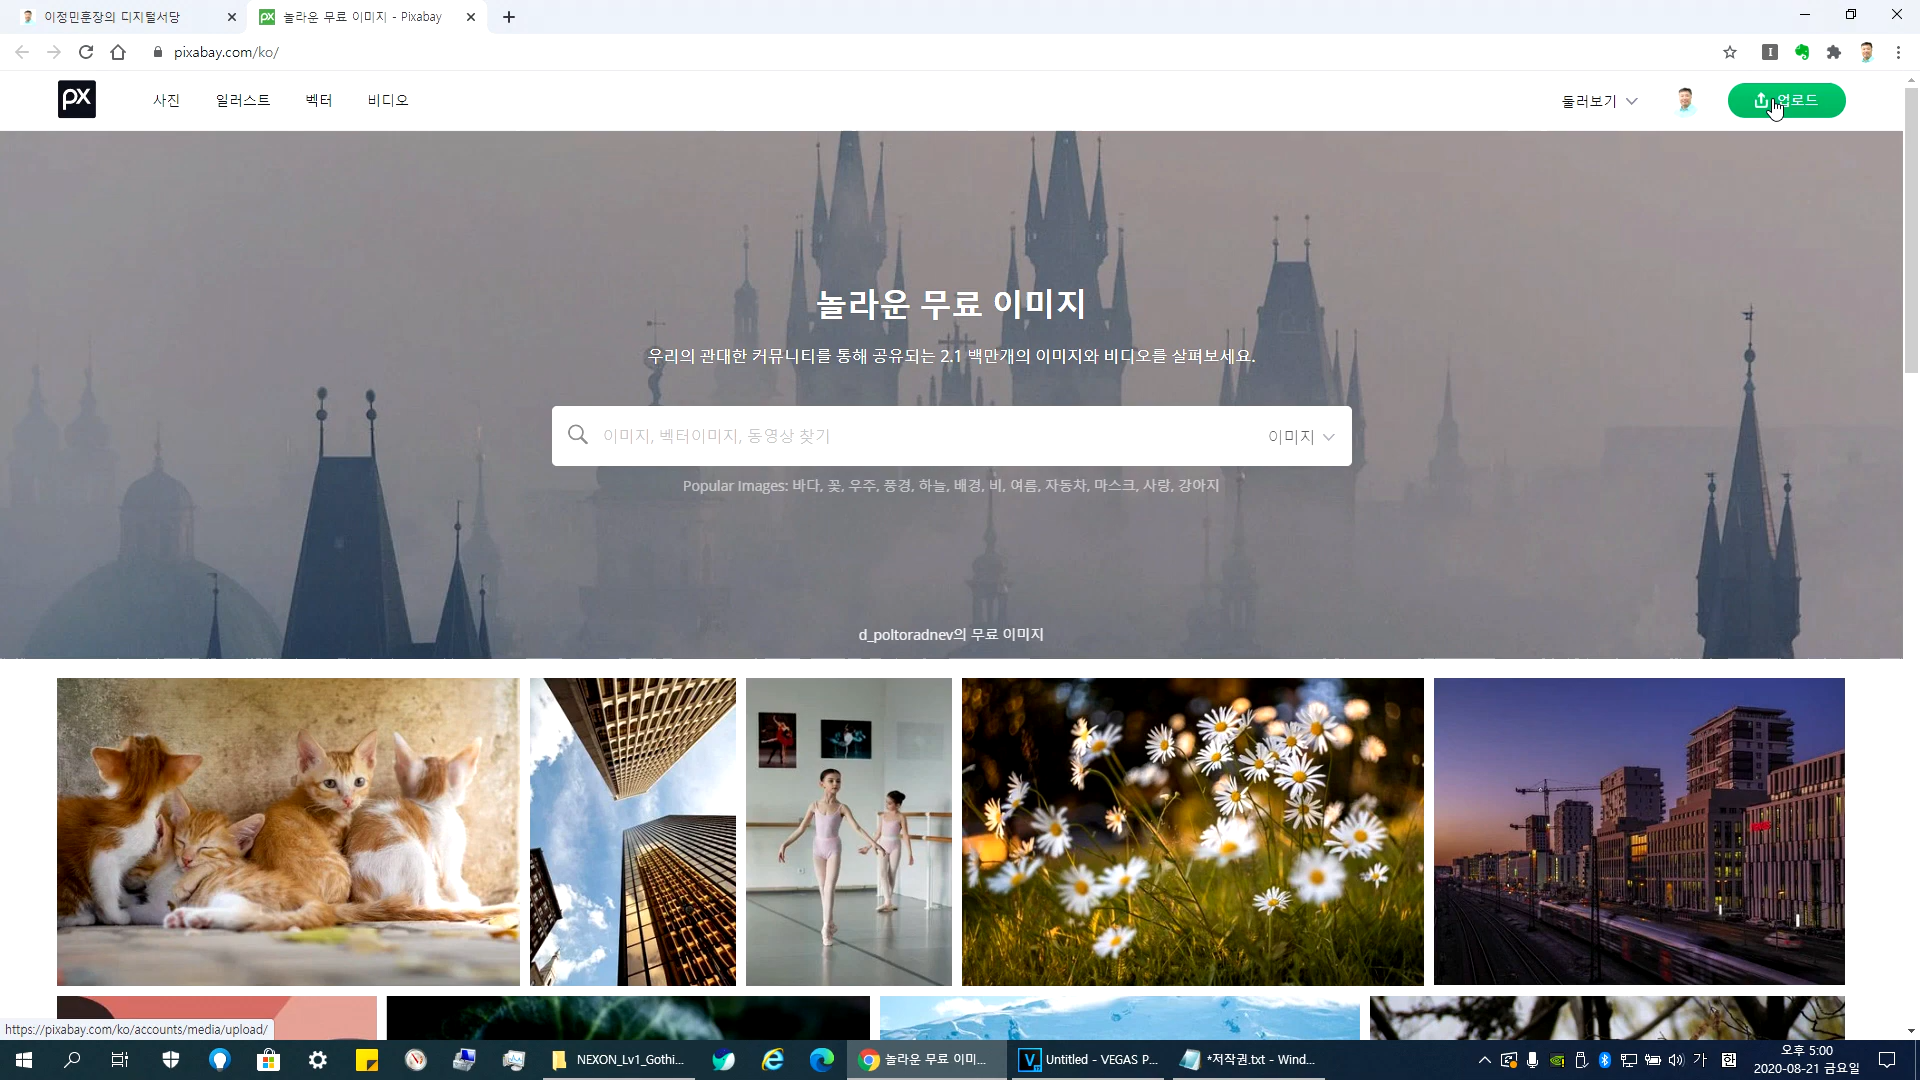 이정민훈장의 디지털서당
놀라운 무료 이미지 - Pixabay
pixabay.com/ko/
px
사진
일러스트
벡터
비디오
둘러보기
업로드
놀라운 무료 이미지
우리의 관대한 커뮤니티를 통해 공유되는 2.1 백만개의 이미지와 비디오를 살펴보세요.
이미지, 벡터이미지, 동영상 찾기
이미지
Popular Images: 바다, 꽃, 우주, 풍경, 하늘, 배경, 비, 여름, 자동차, 마스크, 사랑, 강아지
d_poltoradnev의 무료 이미지
https://pixabay.com/ko/accounts/media/upload/
NEXON_Lv1_Gothi...
놀라운 무료 이미...
Untitled - VEGAS P...
*저작권.txt - Wind...
가
한
오후 5:00
2020-08-21 금요일